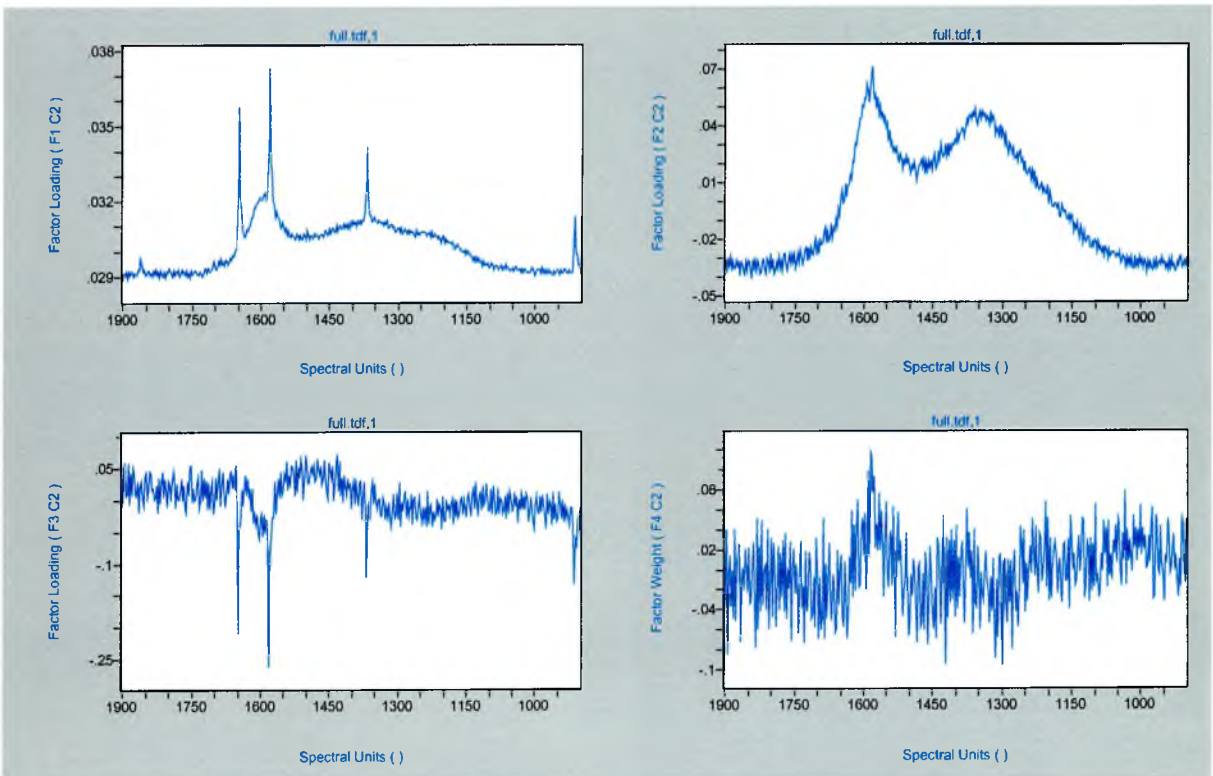 full.tdf,1
.038
.035
.032
.029
Factor Loading ( F1 C2 )
1900 1750 1600 1450 1300 1150 1000
Spectral Units ( )
full.tdf,1
.07
.04
.01
-.02
-.05
Factor Loading ( F2 C2 )
1900 1750 1600 1450 1300 1150 1000
Spectral Units ( )
full.tdf,1
.05
-.1
-.25
Factor Loading ( F3 C2 )
1900 1750 1600 1450 1300 1150 1000
Spectral Units ( )
full.tdf,1
.08
.02
-.04
-.1
Factor Weight ( F4 C2 )
1900 1750 1600 1450 1300 1150 1000
Spectral Units ( )